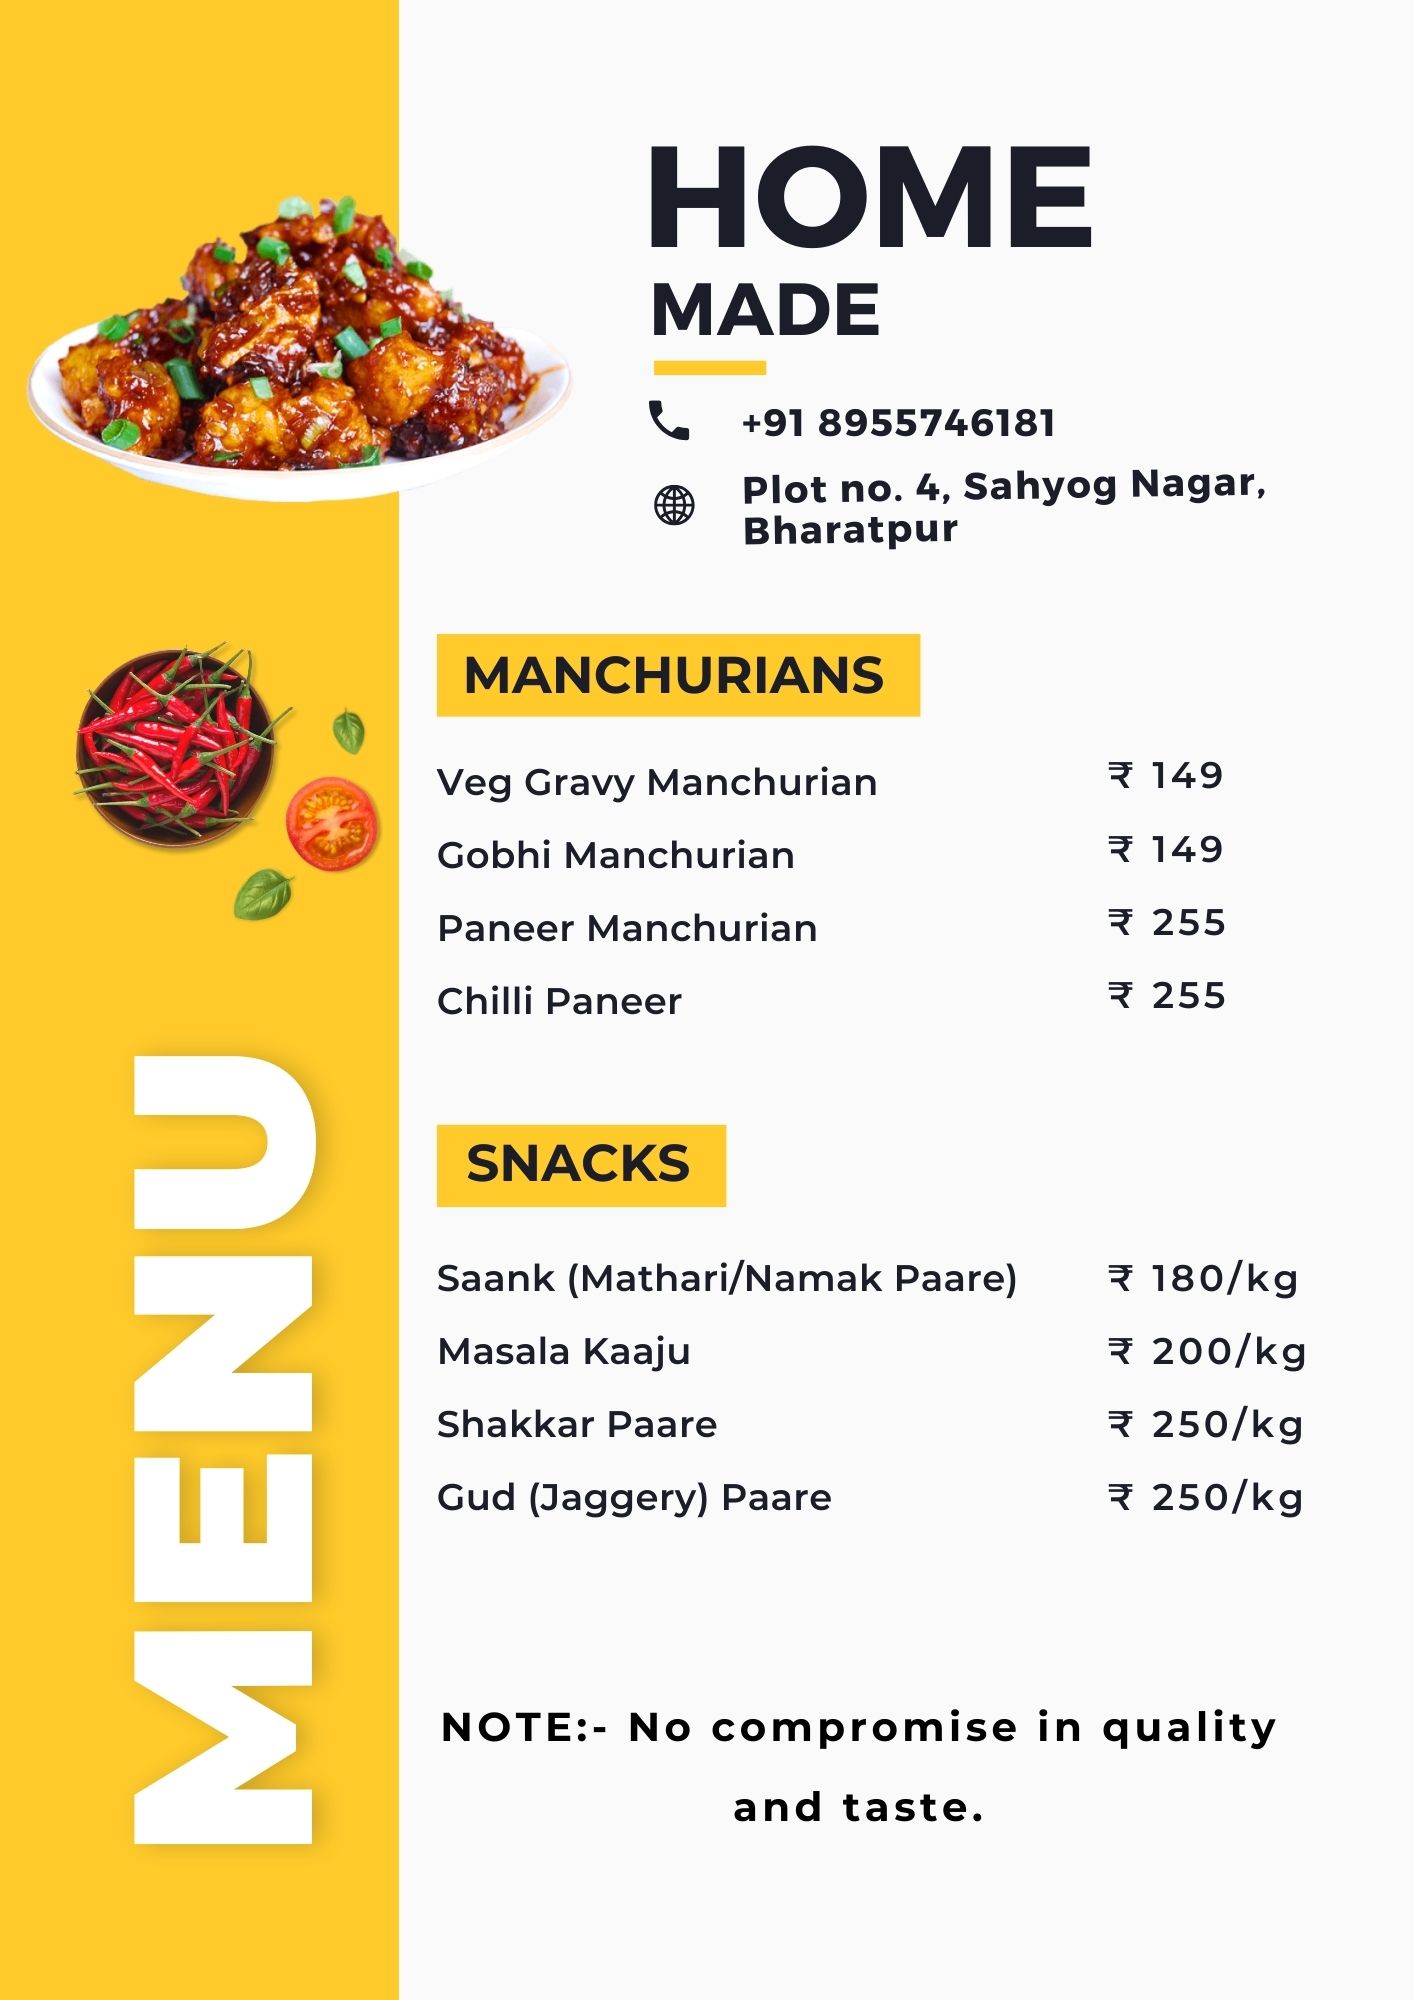 HOME
MADE
+91 8955746181
Plot no. 4, Sahyog Nagar,
Bharatpur
MANCHURIANS
Veg Gravy Manchurian ₹ 149
Gobhi Manchurian ₹ 149
Paneer Manchurian ₹ 255
Chilli Paneer ₹ 255
SNACKS
Saank (Mathari/Namak Paare) ₹ 180/kg
Masala Kaaju ₹ 200/kg
Shakkar Paare ₹ 250/kg
Gud (Jaggery) Paare ₹ 250/kg
NOTE:- No compromise in quality
and taste.
MENU